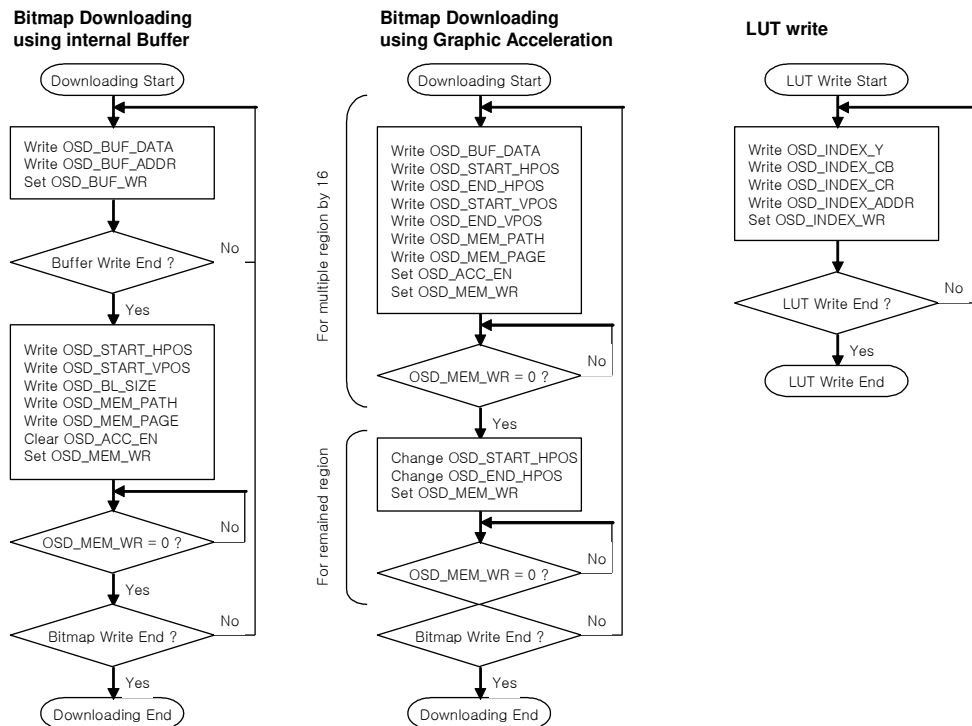 Bitmap Downloading
using internal Buffer
Downloading Start
Write OSD_BUF_DATA
Write OSD_BUF_ADDR
Set OSD_BUF_WR
Buffer Write End ?
No
Yes
Write OSD_START_HPOS
Write OSD_START_VPOS
Write OSD_BL_SIZE
Write OSD_MEM_PATH
Write OSD_MEM_PAGE
Clear OSD_ACC_EN
Set OSD_MEM_WR
OSD_MEM_WR = 0 ?
No
Yes
Bitmap Write End ?
No
Yes
Downloading End
Bitmap Downloading
using Graphic Acceleration
Downloading Start
For multiple region by 16
Write OSD_BUF_DATA
Write OSD_START_HPOS
Write OSD_END_HPOS
Write OSD_START_VPOS
Write OSD_END_VPOS
Write OSD_MEM_PATH
Write OSD_MEM_PAGE
Set OSD_ACC_EN
Set OSD_MEM_WR
OSD_MEM_WR = 0 ?
No
Yes
For remained region
Change OSD_START_HPOS
Change OSD_END_HPOS
Set OSD_MEM_WR
OSD_MEM_WR = 0 ?
No
Bitmap Write End ?
No
Yes
Downloading End
LUT write
LUT Write Start
Write OSD_INDEX_Y
Write OSD_INDEX_CB
Write OSD_INDEX_CR
Write OSD_INDEX_ADDR
Set OSD_INDEX_WR
LUT Write End ?
No
Yes
LUT Write End